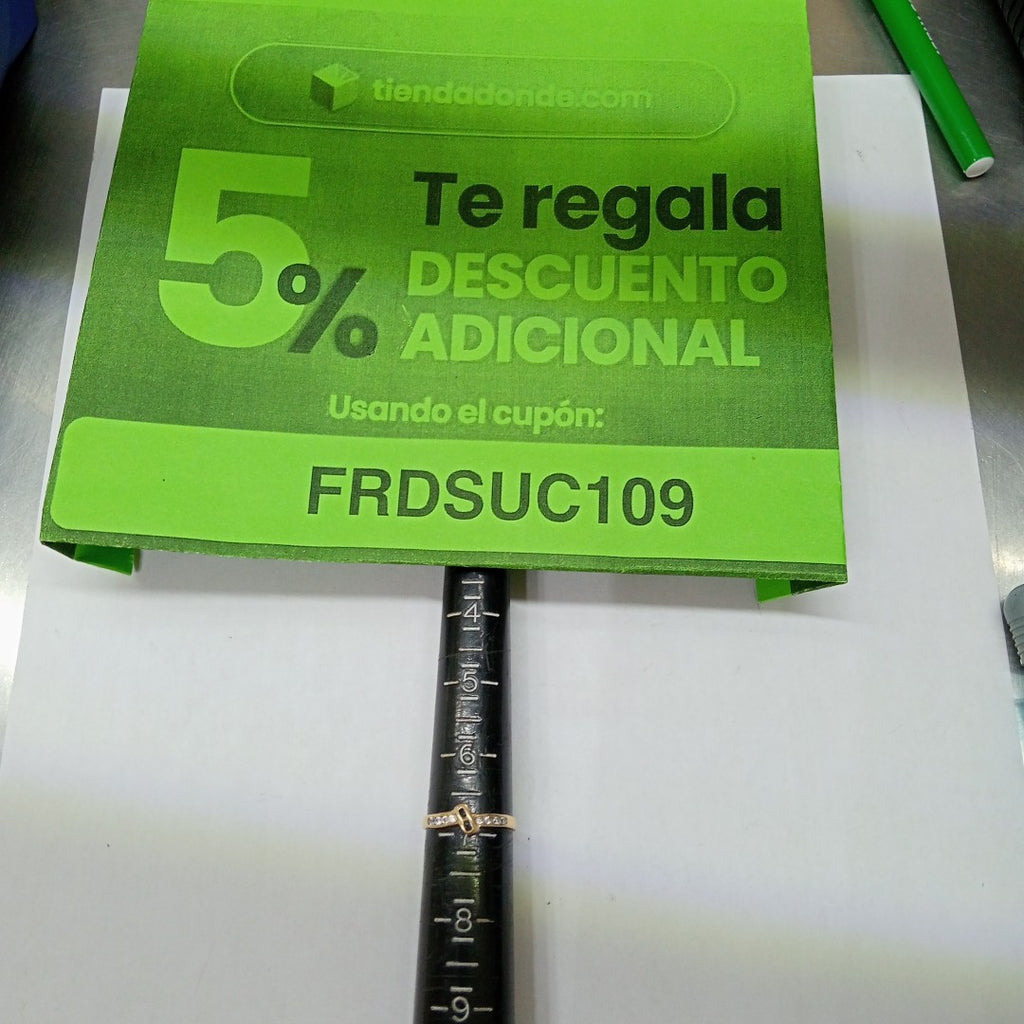 tiendadonde.com
5%
Te regala
DESCUENTO
ADICIONAL
Usando el cupón:
FRDSUC109
4
5
6
8
9